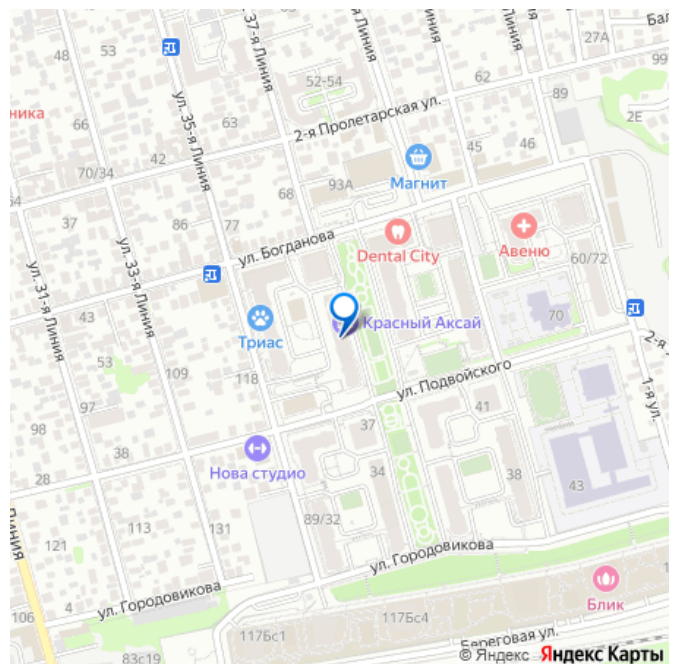 48
53
37-я Линия
Линия
27А
Бал
99
52-54
62
89
2Е
ника
66
63
2-я Пролетарская ул.
ул. 35-я Линия
42
45
46
70/34
68
93А
Магнит
64
37
86
77
ул. Богданова
Dental City
Авеню
60/72
ул. 31-я Линия
ул. 33-я Линия
43
Триас
Красный Аксай
70
2-я
109
118
ул. Подвойского
1-я ул.
97
98
41
37
38
28
Нова студио
34
38
43
Линия
113
131
89/32
121
ул. Городовикова
4
ул. Городовикова
Блик
106
117Бс4
1
117Бс1
83с19
Береговая ул.
© Яндекс Яндекс Карты